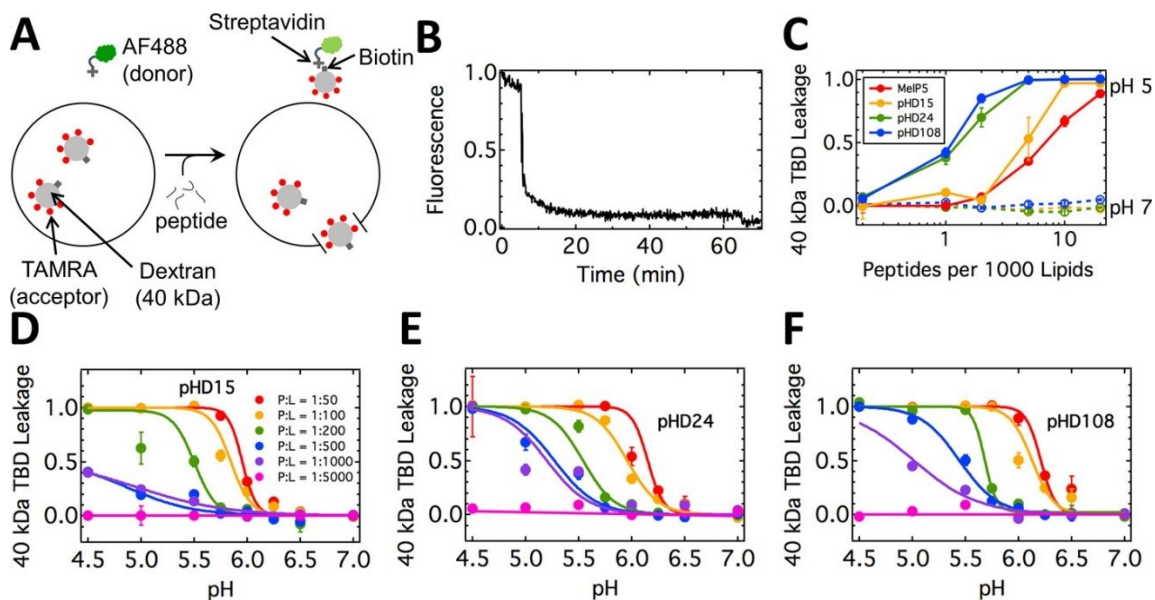 A
AF488
(donor)
Streptavidin
Biotin
peptide
TAMRA
(acceptor)
Dextran
(40 kDa)
B
Fluorescence
1.0
0.5
0.0
0
20
40
60
Time (min)
C
40 kDa TBD Leakage
1.0
0.5
0.0
MelP5
pHD15
pHD24
pHD108
pH 5
pH 7
1
10
Peptides per 1000 Lipids
D
40 kDa TBD Leakage
1.0
0.5
0.0
pHD15
P:L = 1:50
P:L = 1:100
P:L = 1:200
P:L = 1:500
P:L = 1:1000
P:L = 1:5000
4.5 5.0 5.5 6.0 6.5 7.0
pH
E
40 kDa TBD Leakage
1.0
0.5
0.0
pHD24
4.5 5.0 5.5 6.0 6.5 7.0
pH
F
40 kDa TBD Leakage
1.0
0.5
0.0
pHD108
4.5 5.0 5.5 6.0 6.5 7.0
pH